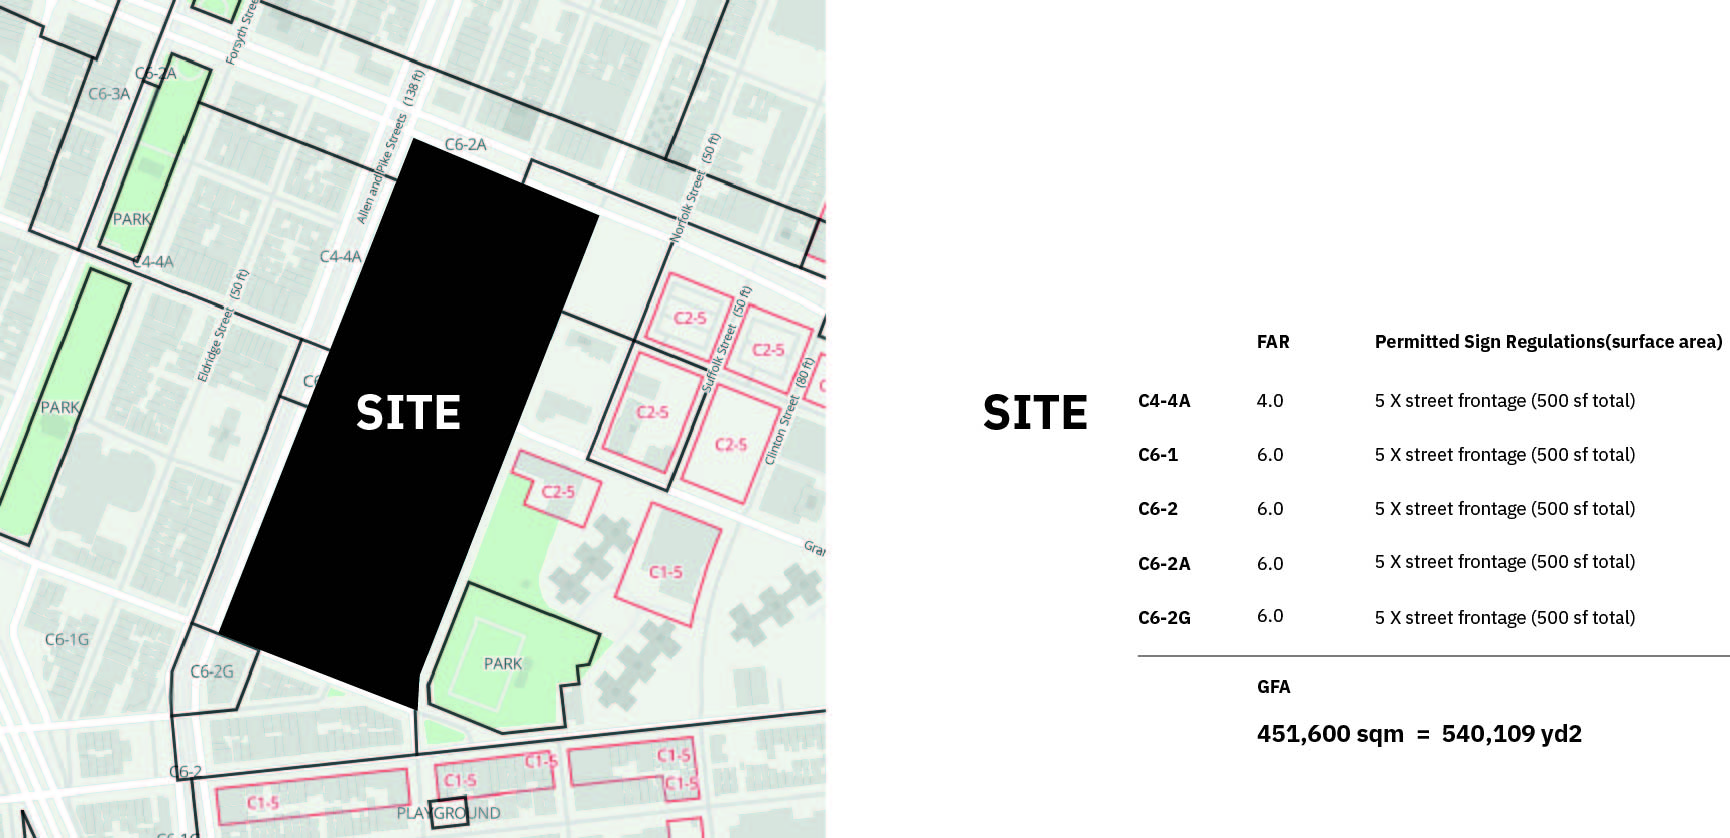 Forsyth Stree
C6-2A
C6-3A
Allen and Pike Streets (138 ft)
C6-2A
Norfolk Street (50 ft)
PARK
C4-4A
C4-4A
Eldridge Street (50 ft)
C2-5
Suffolk Street (50 ft)
C2-5
Clinton Street (80 ft)
C6
PARK
SITE
C2-5
C2-5
C2-5
Gran
C1-5
C6-1G
C6-2G
PARK
C6-2
C1-5
C1-5
C1-5
C1-5
C1-5
PLAYGROUND
C6-1G
FAR Permitted Sign Regulations(surface area)
SITE
C4-4A 4.0 5 X street frontage (500 sf total)
C6-1 6.0 5 X street frontage (500 sf total)
C6-2 6.0 5 X street frontage (500 sf total)
C6-2A 6.0 5 X street frontage (500 sf total)
C6-2G 6.0 5 X street frontage (500 sf total)
GFA
451,600 sqm = 540,109 yd2